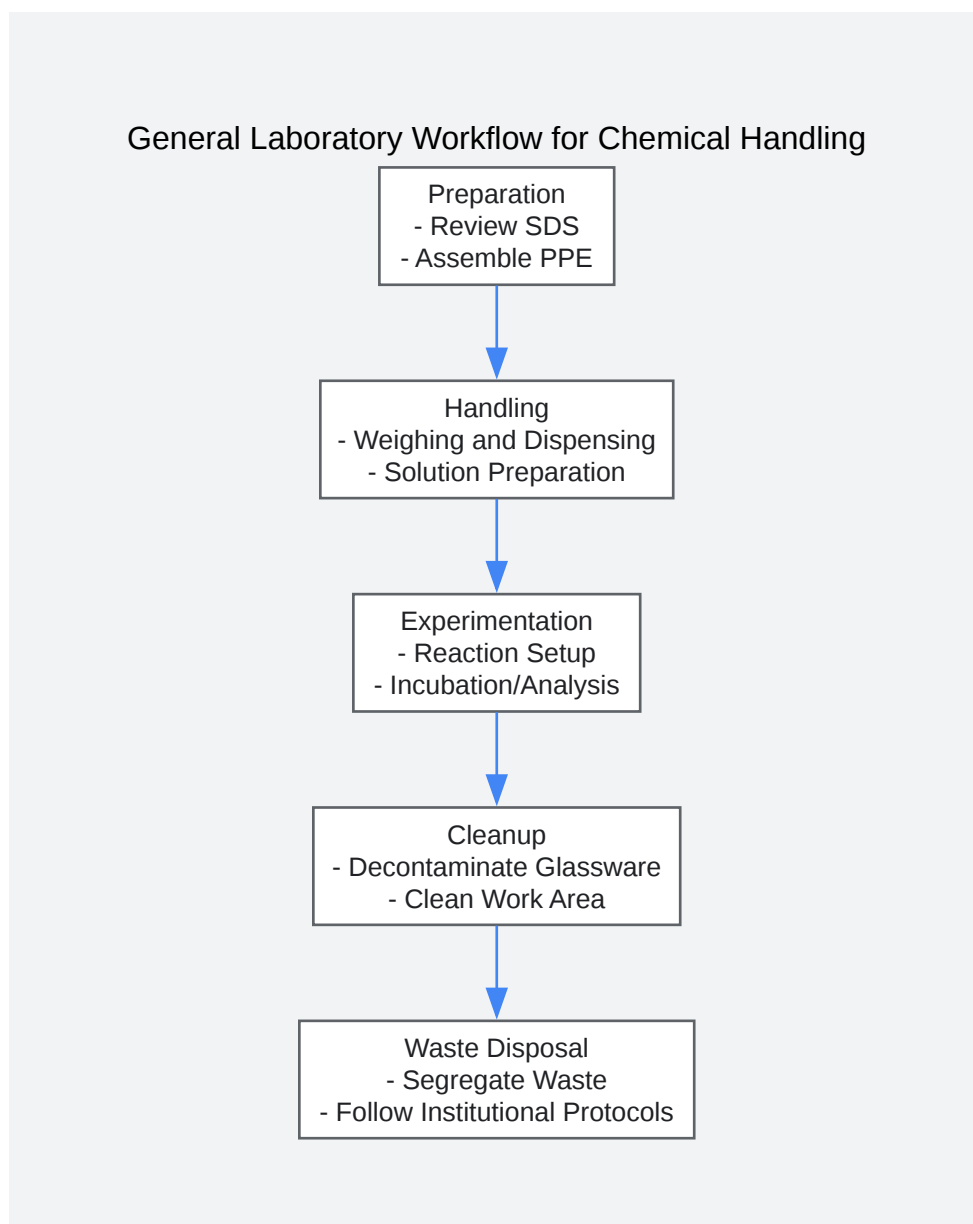 General Laboratory Workflow for Chemical Handling
Preparation
- Review SDS
- Assemble PPE
Handling
- Weighing and Dispensing
- Solution Preparation
Experimentation
- Reaction Setup
- Incubation/Analysis
Cleanup
- Decontaminate Glassware
- Clean Work Area
Waste Disposal
- Segregate Waste
- Follow Institutional Protocols